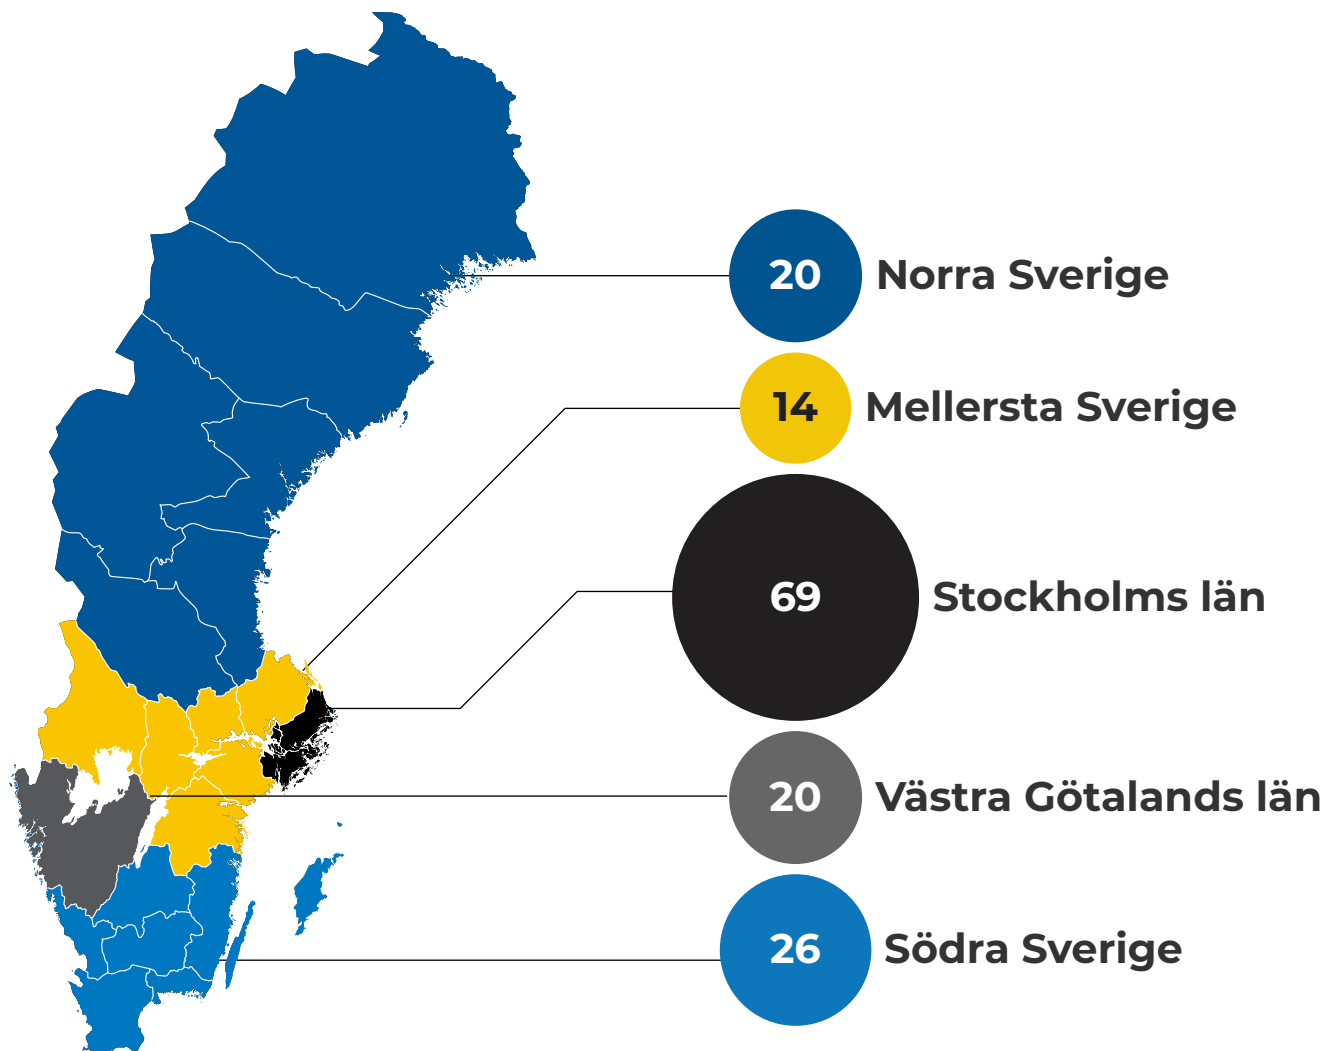 20 Norra Sverige
14 Mellersta Sverige
69 Stockholms län
20 Västra Götalands län
26 Södra Sverige